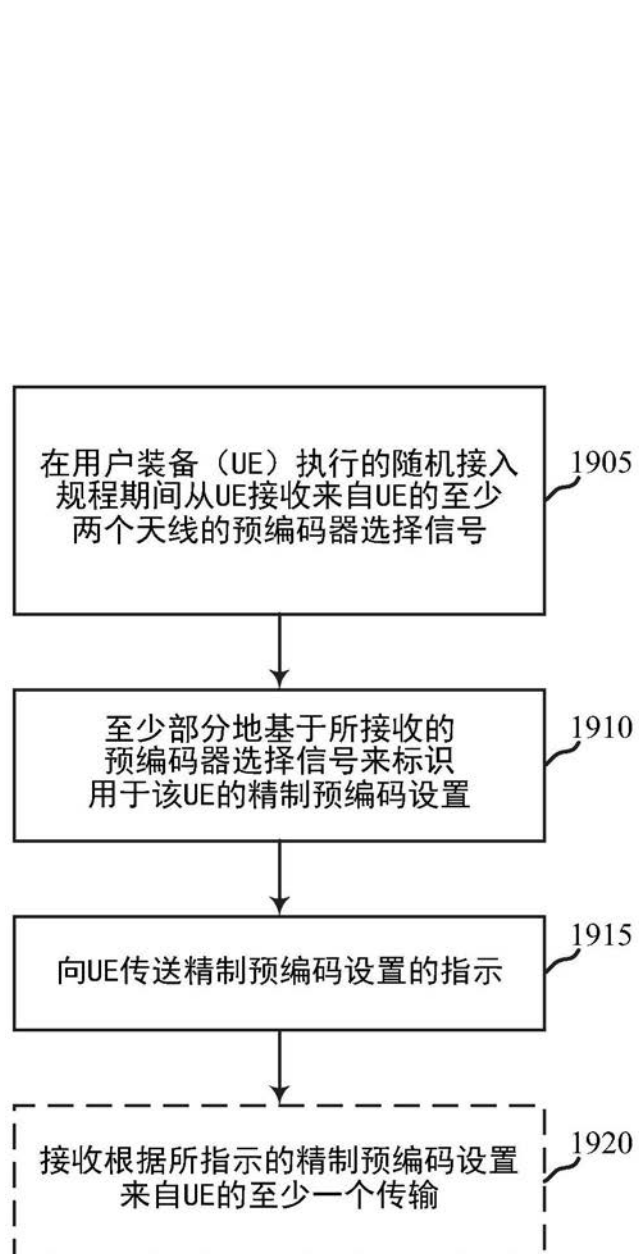 在用户装备（UE）执行的随机接入
规程期间从UE接收来自UE的至少
两个天线的预编码器选择信号
1905
至少部分地基于所接收的
预编码器选择信号来标识
用于该UE的精制预编码设置
1910
向UE传送精制预编码设置的指示
1915
接收根据所指示的精制预编码设置
来自UE的至少一个传输
1920